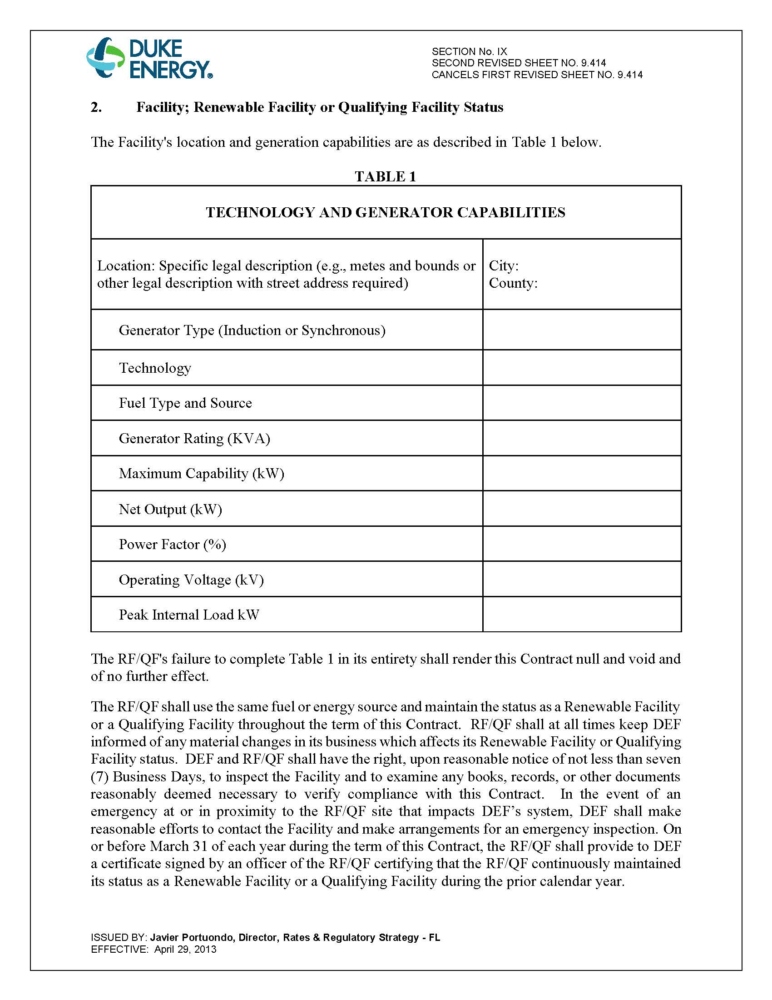 DUKE
ENERGY®
SECTION No. IX
SECOND REVISED SHEET NO. 9.414
CANCELS FIRST REVISED SHEET NO. 9.414
2. Facility; Renewable Facility or Qualifying Facility Status
The Facility's location and generation capabilities are as described in Table 1 below.
TABLE 1
TECHNOLOGY AND GENERATOR CAPABILITIES
Location: Specific legal description (e.g., metes and bounds or
other legal description with street address required)
City:
County:
Generator Type (Induction or Synchronous)
Technology
Fuel Type and Source
Generator Rating (KVA)
Maximum Capability (kW)
Net Output (kW)
Power Factor (%)
Operating Voltage (kV)
Peak Internal Load kW
The RF/QF's failure to complete Table 1 in its entirety shall render this Contract null and void and
of no further effect.
The RF/QF shall use the same fuel or energy source and maintain the status as a Renewable Facility
or a Qualifying Facility throughout the term of this Contract. RF/QF shall at all times keep DEF
informed of any material changes in its business which affects its Renewable Facility or Qualifying
Facility status. DEF and RF/QF shall have the right, upon reasonable notice of not less than seven
(7) Business Days, to inspect the Facility and to examine any books, records, or other documents
reasonably deemed necessary to verify compliance with this Contract. In the event of an
emergency at or in proximity to the RF/QF site that impacts DEF’s system, DEF shall make
reasonable efforts to contact the Facility and make arrangements for an emergency inspection. On
or before March 31 of each year during the term of this Contract, the RF/QF shall provide to DEF
a certificate signed by an officer of the RF/QF certifying that the RF/QF continuously maintained
its status as a Renewable Facility or a Qualifying Facility during the prior calendar year.
ISSUED BY: Javier Portuondo, Director, Rates & Regulatory Strategy - FL
EFFECTIVE: April 29, 2013